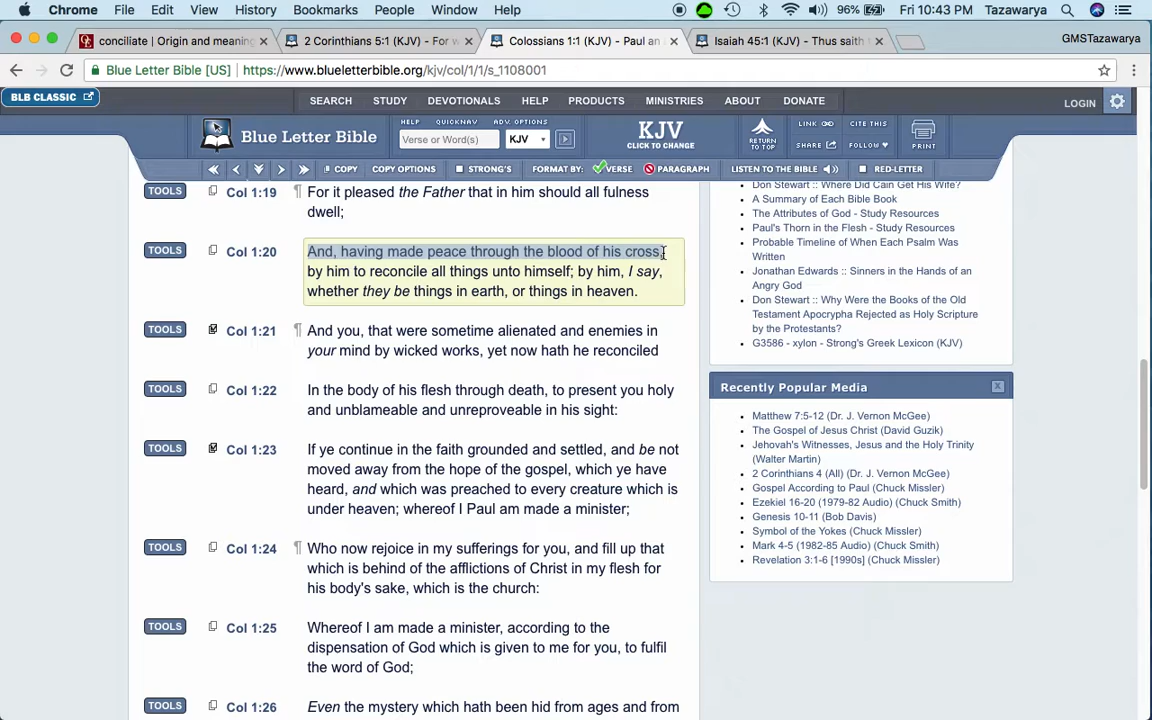 Chrome File Edit View History Bookmarks People Window Help 96% Fri 10:43 PM Tazawarya
conciliate | Origin and meaning
2 Corinthians 5:1 (KJV) - For w
Colossians 1:1 (KJV) - Paul an
Isaiah 45:1 (KJV) - Thus saith
GMSTazawarya
Blue Letter Bible [US] https://www.blueletterbible.org/kjv/col/1/1/s_1108001
BLB CLASSIC
SEARCH STUDY DEVOTIONALS HELP PRODUCTS MINISTRIES ABOUT DONATE LOGIN
Blue Letter Bible
HELP QUICKNAV ADV. OPTIONS
Verse or Word(s) KJV
KJV
CLICK TO CHANGE
RETURN
TO TOP
LINK CITE THIS
SHARE FOLLOW
PRINT
COPY COPY OPTIONS STRONG'S FORMAT BY: VERSE PARAGRAPH LISTEN TO THE BIBLE RED-LETTER
TOOLS Col 1:19 ¶ For it pleased the Father that in him should all fulness
dwell;
TOOLS Col 1:20 And, having made peace through the blood of his cross,
by him to reconcile all things unto himself; by him, I say,
whether they be things in earth, or things in heaven.
TOOLS Col 1:21 ¶ And you, that were sometime alienated and enemies in
your mind by wicked works, yet now hath he reconciled
TOOLS Col 1:22 In the body of his flesh through death, to present you holy
and unblameable and unreproveable in his sight:
TOOLS Col 1:23 If ye continue in the faith grounded and settled, and be not
moved away from the hope of the gospel, which ye have
heard, and which was preached to every creature which is
under heaven; whereof I Paul am made a minister;
TOOLS Col 1:24 ¶ Who now rejoice in my sufferings for you, and fill up that
which is behind of the afflictions of Christ in my flesh for
his body's sake, which is the church:
TOOLS Col 1:25 Whereof I am made a minister, according to the
dispensation of God which is given to me for you, to fulfil
the word of God;
TOOLS Col 1:26 Even the mystery which hath been hid from ages and from
Don Stewart :: Where Did Cain Get His Wife?
A Summary of Each Bible Book
The Attributes of God - Study Resources
Paul's Thorn in the Flesh - Study Resources
Probable Timeline of When Each Psalm Was
Written
Jonathan Edwards :: Sinners in the Hands of an
Angry God
Don Stewart :: Why Were the Books of the Old
Testament Apocrypha Rejected as Holy Scripture
by the Protestants?
G3586 - xylon - Strong's Greek Lexicon (KJV)
Recently Popular Media
Matthew 7:5-12 (Dr. J. Vernon McGee)
The Gospel of Jesus Christ (David Guzik)
Jehovah's Witnesses, Jesus and the Holy Trinity
(Walter Martin)
2 Corinthians 4 (All) (Dr. J. Vernon McGee)
Gospel According to Paul (Chuck Missler)
Ezekiel 16-20 (1979-82 Audio) (Chuck Smith)
Genesis 10-11 (Bob Davis)
Symbol of the Yokes (Chuck Missler)
Mark 4-5 (1982-85 Audio) (Chuck Smith)
Revelation 3:1-6 [1990s] (Chuck Missler)